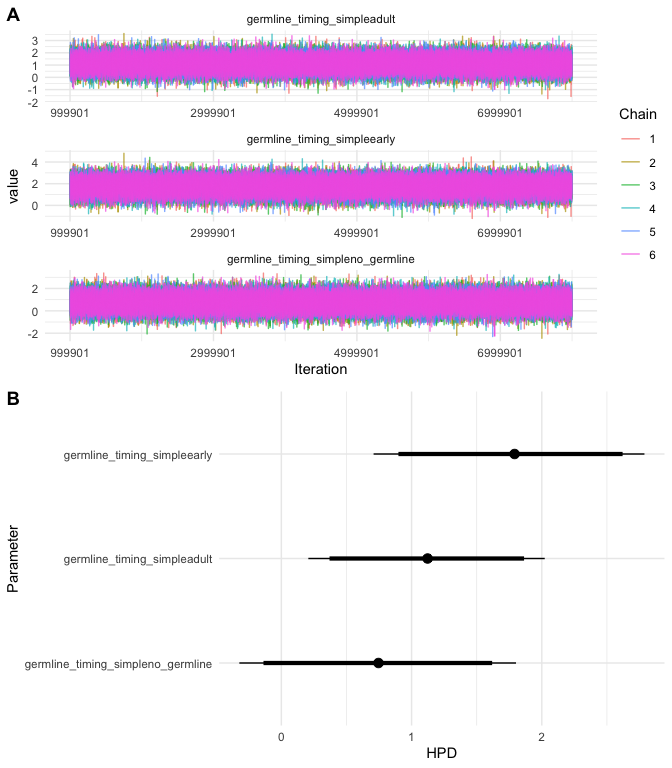 A
germline_timing_simpleadult
3
2
1
0
-1
-2
999901 2999901 4999901 6999901
germline_timing_simpleearly
4
2
0
999901 2999901 4999901 6999901
germline_timing_simpleno_germline
2
0
-2
999901 2999901 4999901 6999901
value
Iteration
Chain
1
2
3
4
5
6
B
germline_timing_simpleearly
germline_timing_simpleadult
germline_timing_simpleno_germline
Parameter
0 1 2
HPD